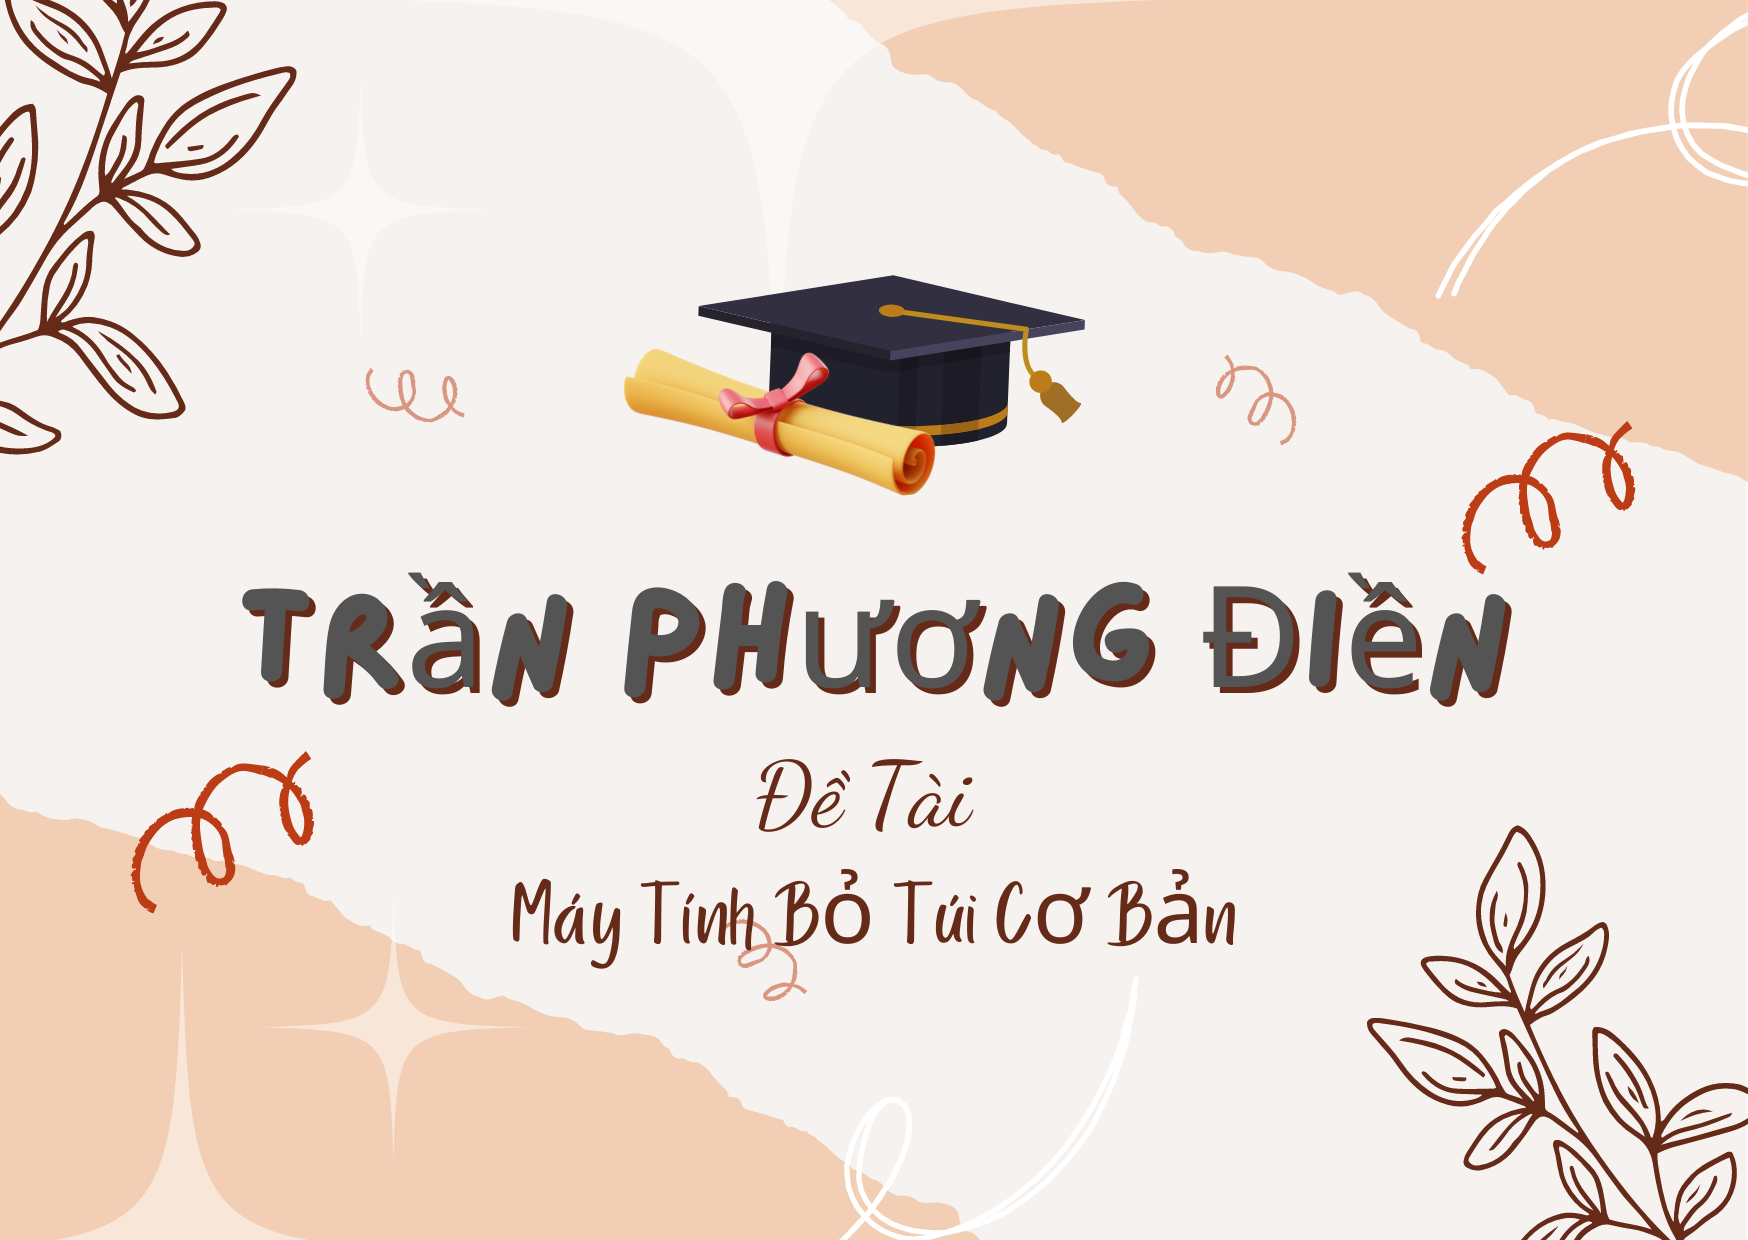 TRầN PHươNG ĐIềN
Đề Tài
Máy Tính Bỏ Túi Cơ Bản